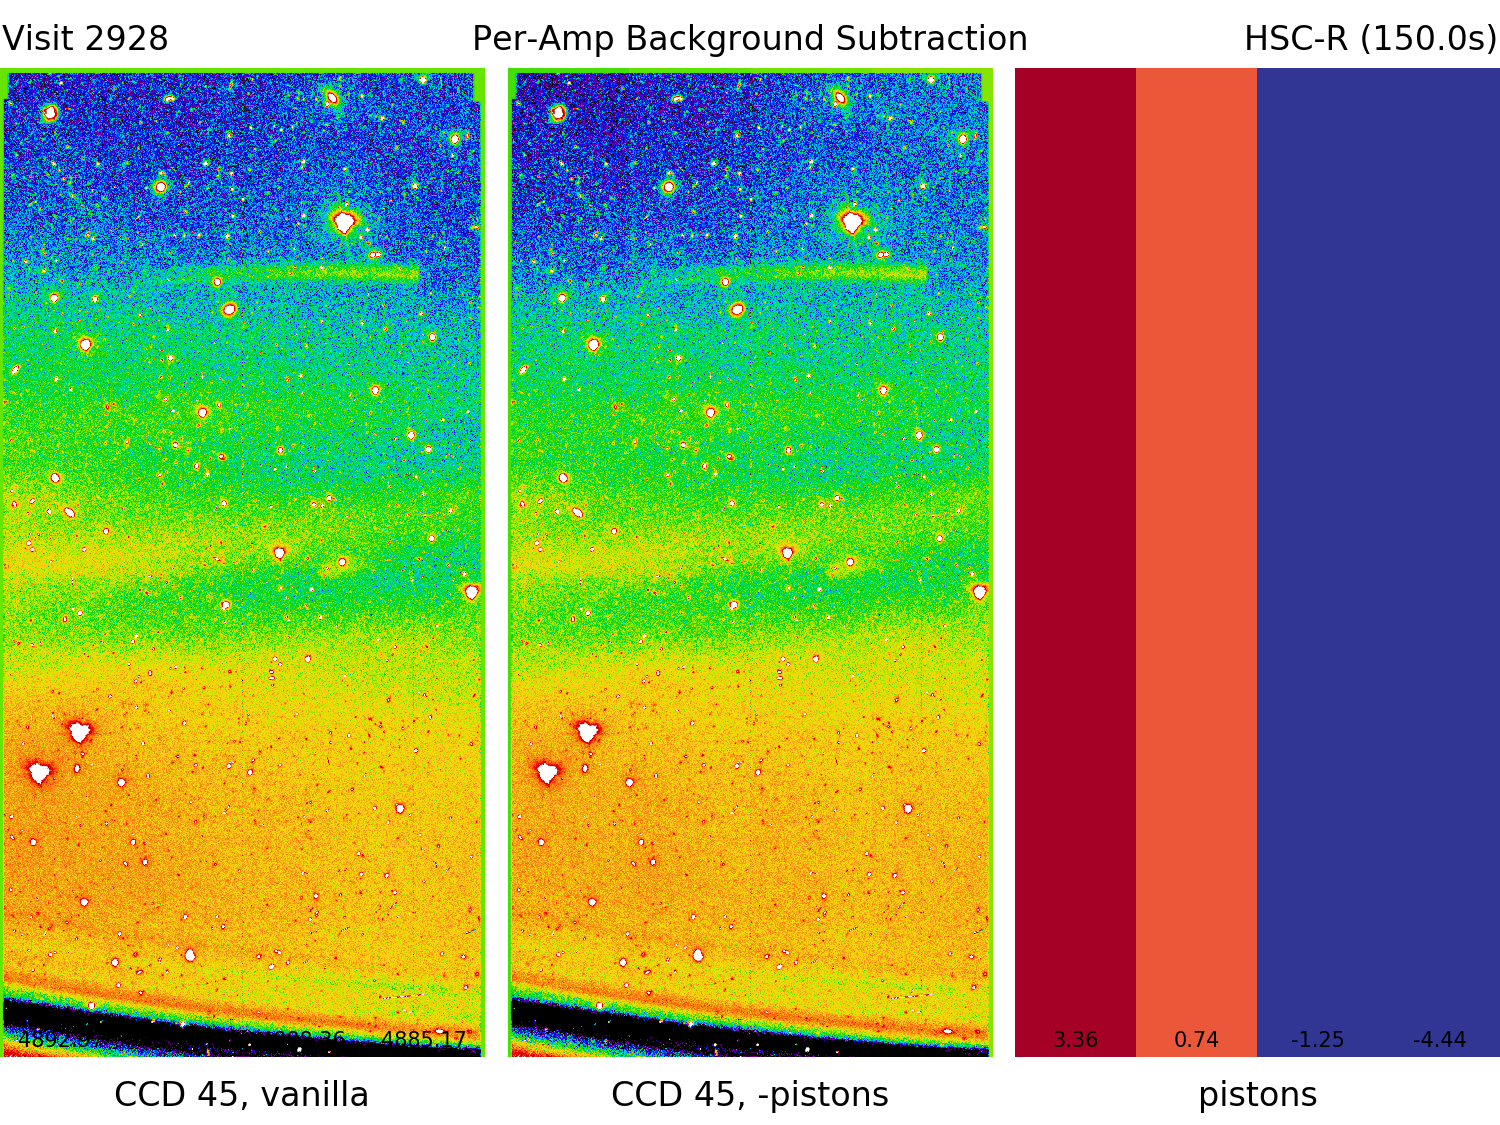 Visit 2928 Per-Amp Background Subtraction HSC-R (150.0s)
4885.17 3.36 0.74 -1.25 -4.44
CCD 45, vanilla CCD 45, -pistons pistons